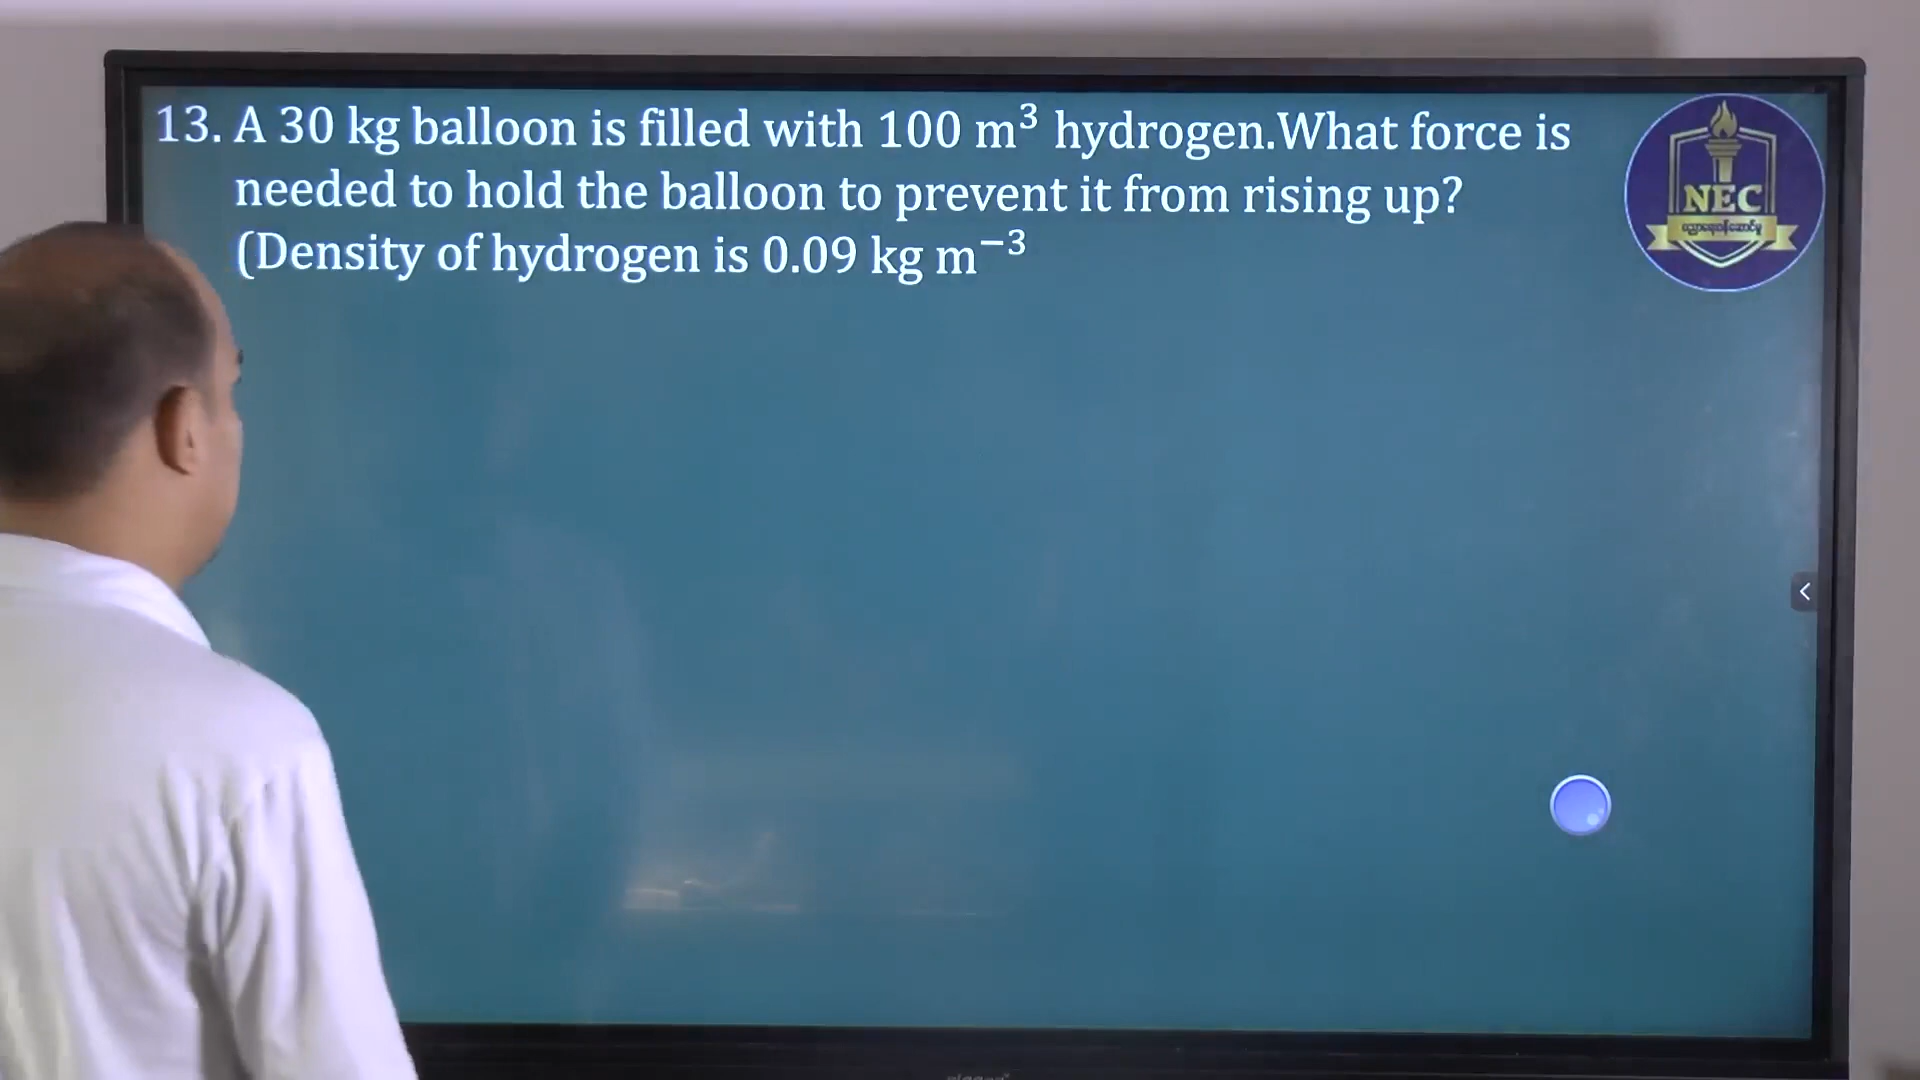 13. A 30 kg balloon is filled with 100 m³ hydrogen.What force is
needed to hold the balloon to prevent it from rising up?
(Density of hydrogen is 0.09 kg m⁻³
NEC